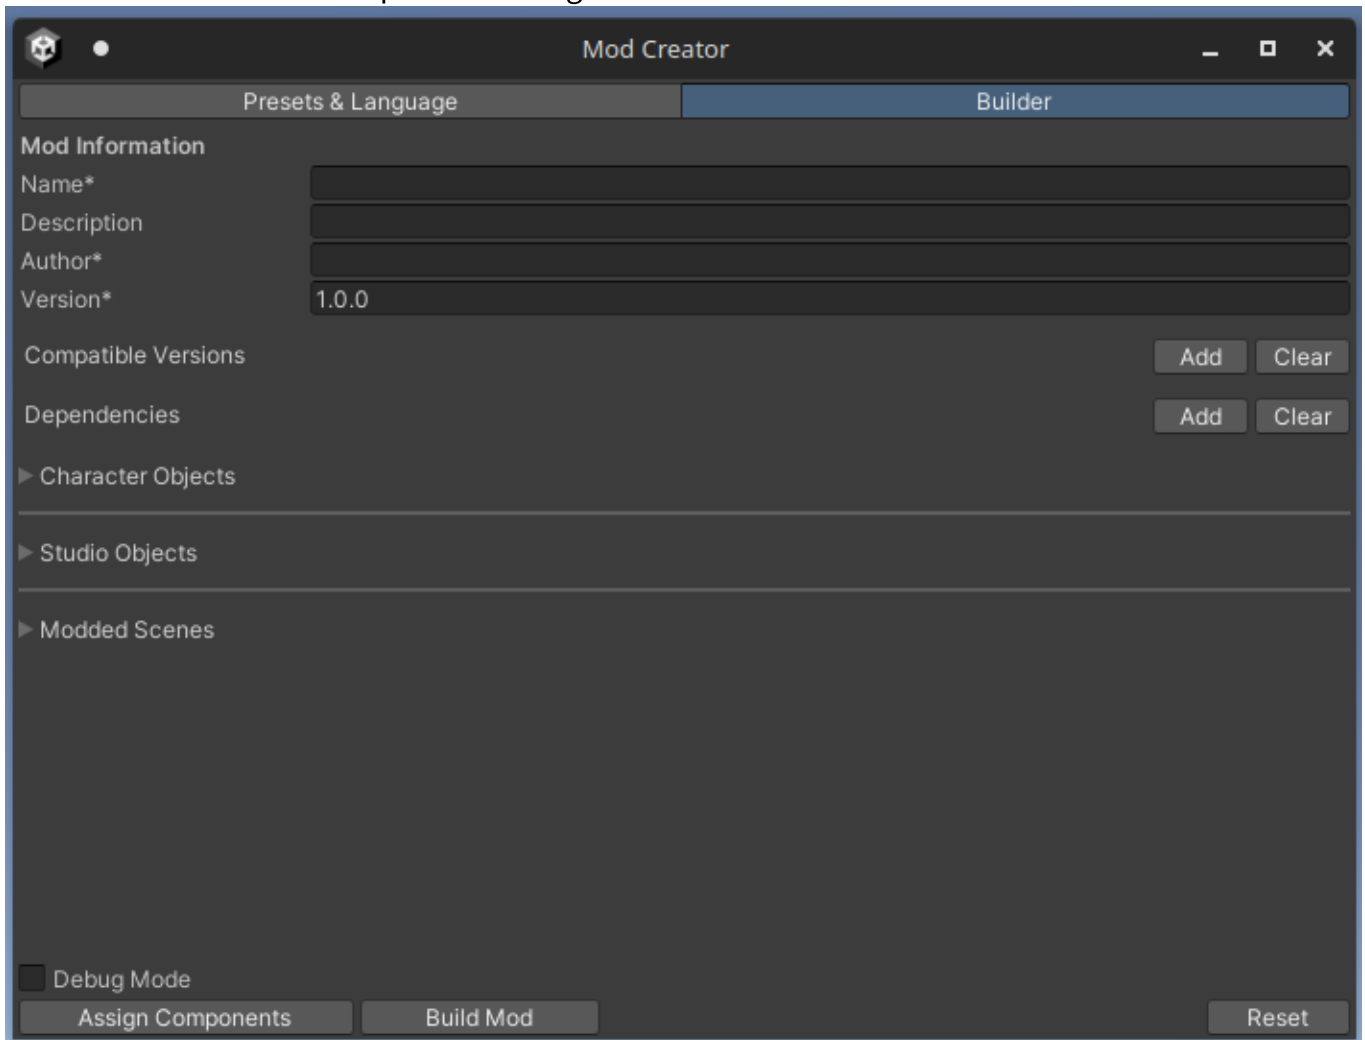 Mod Creator
Presets & Language Builder
Mod Information
Name*
Description
Author*
Version* 1.0.0
Compatible Versions Add Clear
Dependencies Add Clear
Character Objects
Studio Objects
Modded Scenes
Debug Mode
Assign Components Build Mod Reset